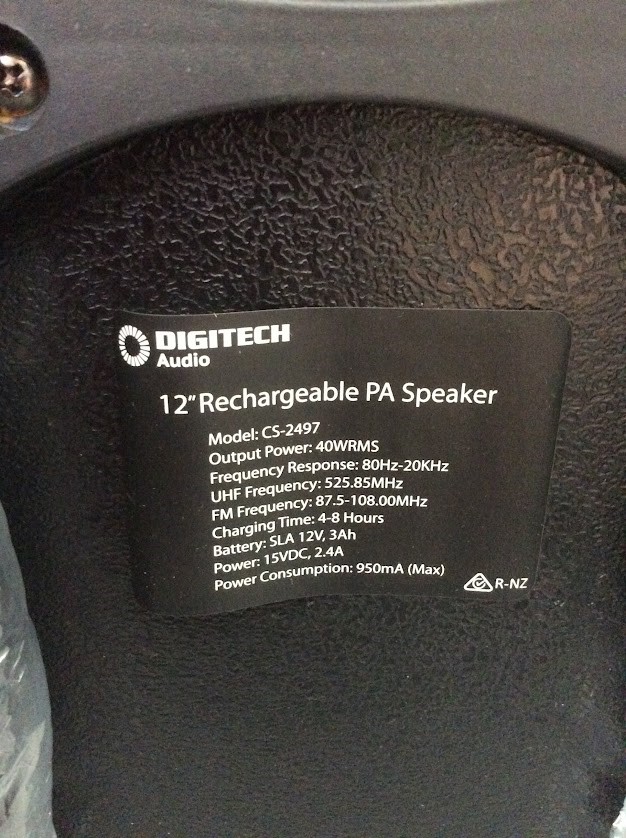 DIGITECH
Audio
12" Rechargeable PA Speaker
Model: CS-2497
Output Power: 40WRMS
Frequency Response: 80Hz-20KHz
UHF Frequency: 525.85MHz
FM Frequency: 87.5-108.00MHz
Charging Time: 4-8 Hours
Battery: SLA 12V, 3Ah
Power: 15VDC, 2.4A
Power Consumption: 950mA (Max)
R-NZ